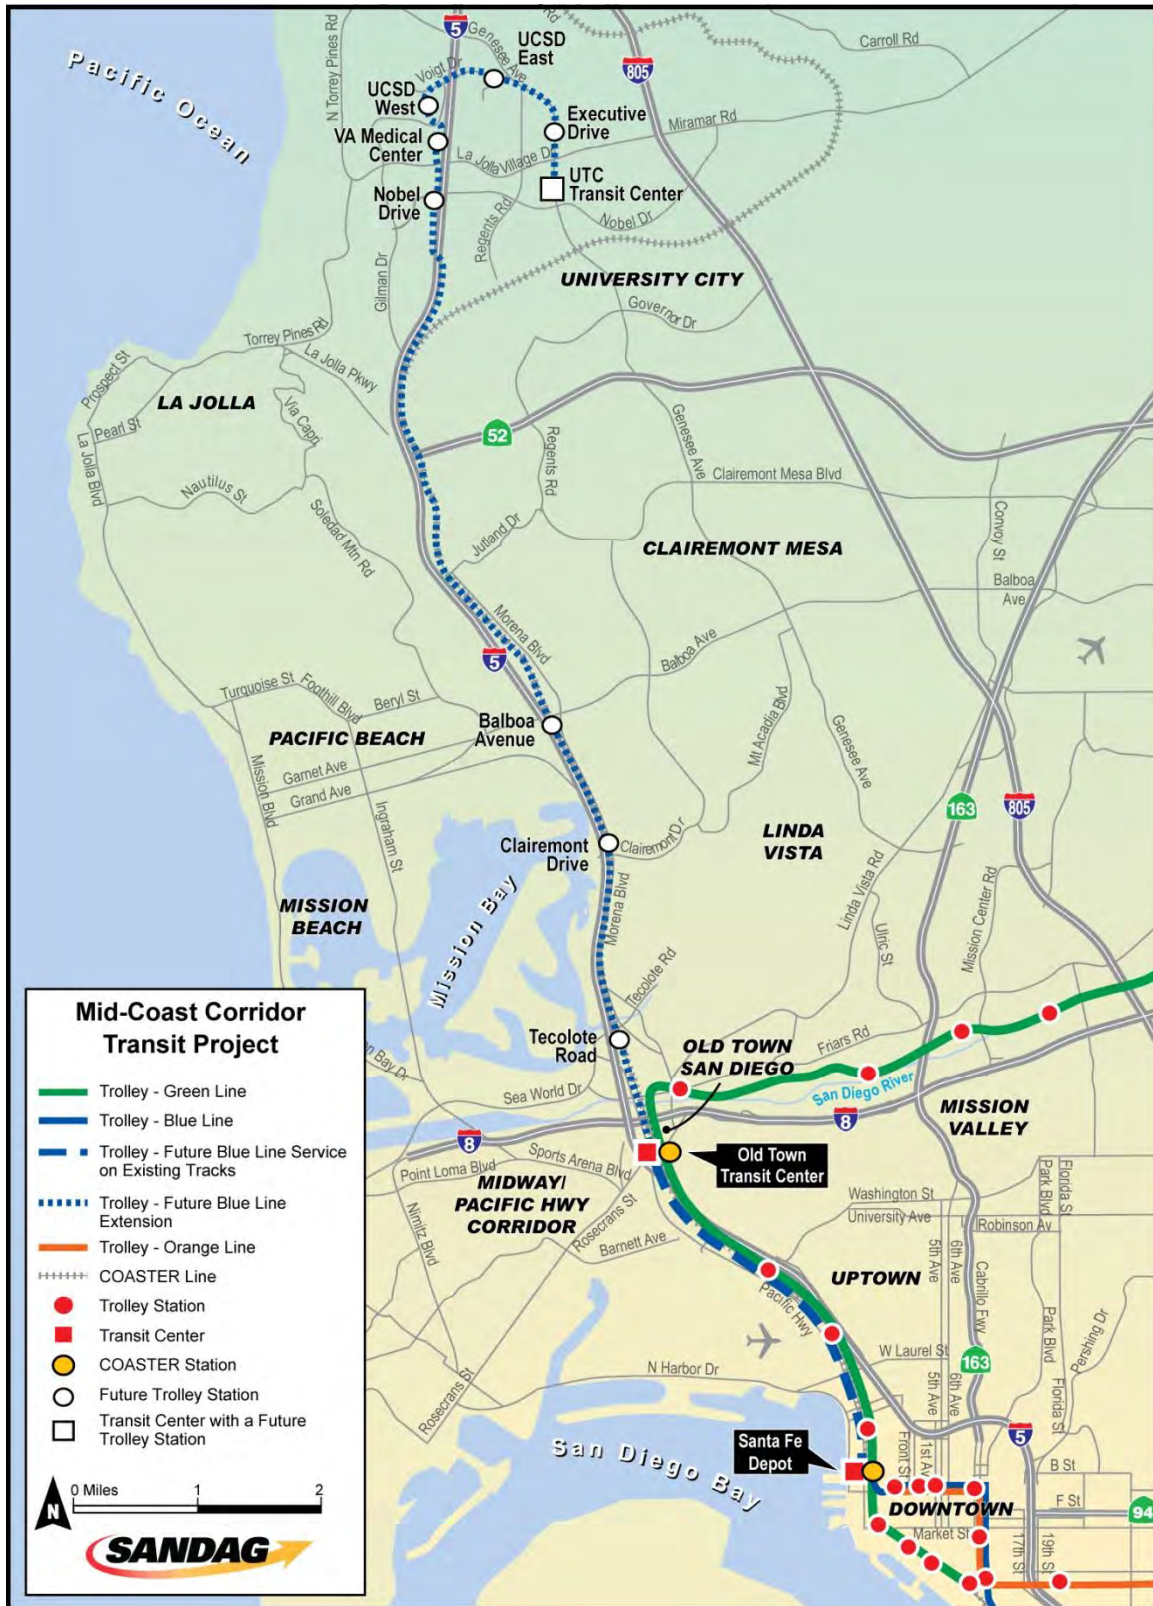 Pacific Ocean
5
UCSD
East
Genesee Ave
Rd
Carroll Rd
805
N Torrey Pines Rd
Voigt Dr
UCSD
West
VA Medical
Center
Executive
Drive
Miramar Rd
La Jolla Village Dr
UTC
Transit Center
Nobel
Drive
Nobel Dr
Regents Rd
Gilman Dr
UNIVERSITY CITY
Governor Dr
Torrey Pines Rd
La Jolla Pkwy
Prospect St
LA JOLLA
Via Capri
Pearl St
La Jolla Blvd
Nautilus St
Soledad Mtn Rd
52
Regents Rd
Genesee Ave
Clairemont Mesa Blvd
Convoy St
Jutland Dr
CLAIREMONT MESA
Balboa
Ave
Morena Blvd
5
Balboa Ave
Turquoise St
Foothill Blvd
Beryl St
Balboa
Avenue
PACIFIC BEACH
Garnet Ave
Grand Ave
Mission Blvd
Ingraham St
Mt Acadia Blvd
Genesee Ave
163
805
Clairemont
Drive
Clairemont Dr
LINDA
VISTA
Mission Bay
Morena Blvd
Linda Vista Rd
Ulric St
Mission Center Rd
MISSION
BEACH
Tecolote Rd
Tecolote
Road
OLD TOWN
SAN DIEGO
Friars Rd
San Diego River
Sea World Dr
8
8
MISSION
VALLEY
Point Loma Blvd
Sports Arena Blvd
Old Town
Transit Center
MIDWAY/
PACIFIC HWY
CORRIDOR
Rosecrans St
Barnett Ave
Nimitz Blvd
Washington St
University Ave
Robinson Av
Park Blvd
Florida St
5th Ave
6th Ave
Cabrillo Fwy
UPTOWN
Pacific Hwy
Park Blvd
Pershing Dr
W Laurel St
163
N Harbor Dr
Rosecrans St
5th Ave
6th Ave
Florida St
San Diego Bay
Santa Fe
Depot
Front St
1st Ave
5
B St
DOWNTOWN
F St
94
Market St
17th St
19th St
Mid-Coast Corridor
Transit Project
Trolley - Green Line
Trolley - Blue Line
Trolley - Future Blue Line Service
on Existing Tracks
Trolley - Future Blue Line
Extension
Trolley - Orange Line
COASTER Line
Trolley Station
Transit Center
COASTER Station
Future Trolley Station
Transit Center with a Future
Trolley Station
0 Miles 1 2
N
SANDAG